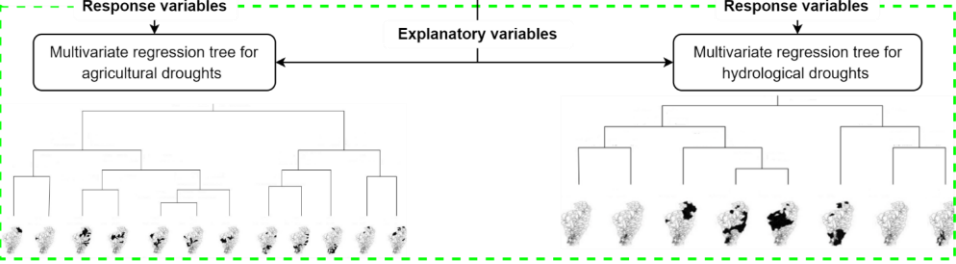 Response variables
Response variables
Explanatory variables
Multivariate regression tree for
agricultural droughts
Multivariate regression tree for
hydrological droughts